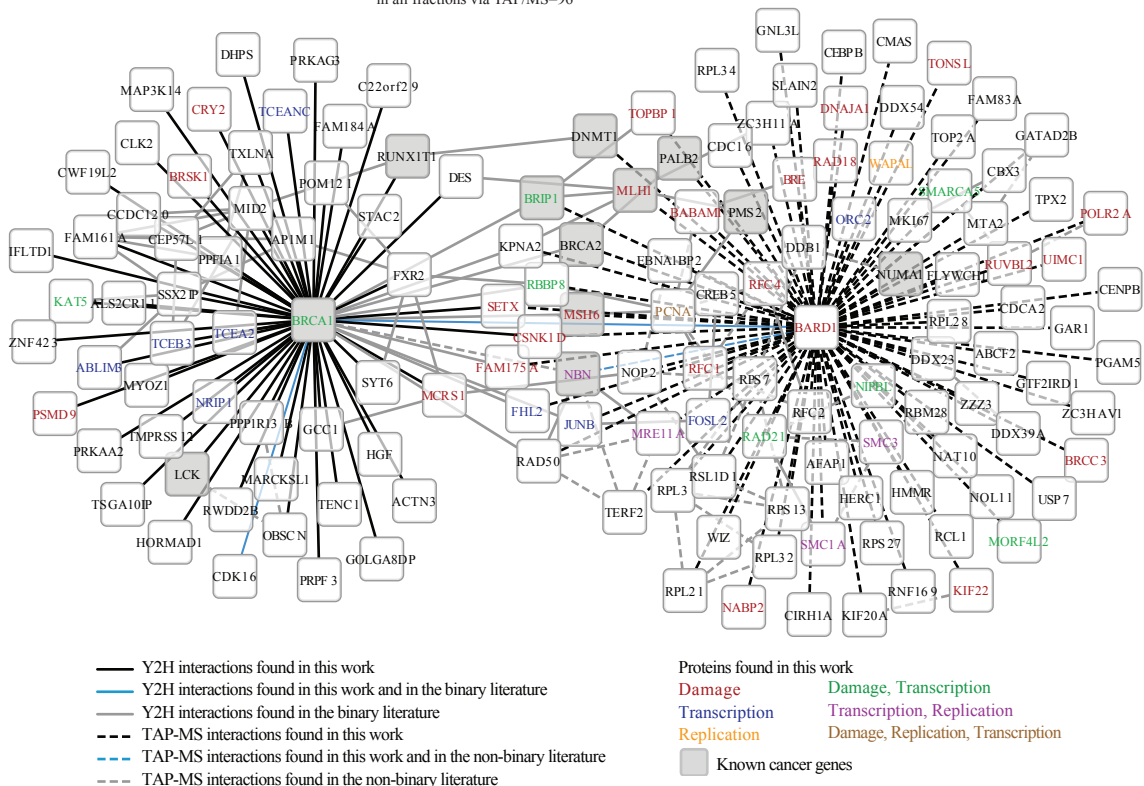 in all fractions via TAP/MS=96
GNL3L
DHPS
PRKAG3
CEBPB
CMAS
TONSL
RPL34
MAP3K14
C22orf29
SLAIN2
CRY2
TCEANC
TOPBP1
DNAJA1
DDX54
FAM83A
FAM184A
ZC3H11A
CLK2
TXLNA
RUNX1T1
DNMT1
PALB2
CDC16
TOP2A
GATAD2B
CWF19L2
BRSK1
POM121
DES
BRE
RAD18
WAPAL
CBX3
CCDC120
MID2
STAC2
BRIP1
MLH1
BABAM1
PMS2
ORC2
SMARCA5
MKI67
TPX2
POLR2A
IFLTD1
FAM161A
CEP57L1
AP1M1
KPNA2
BRCA2
DDB1
MTA2
PPFIA1
FXR2
EBNA1BP2
NUMA1
FLYWCH1
RUVBL2
UIMC1
KAT5
ALS2CR11
SSX2IP
RBBP8
CREB5
RFC4
CENPB
BRCA1
SETX
MSH6
PCNA
BARD1
RPL28
CDCA2
GAR1
ZNF423
TCEB3
TCEA2
CSNK1D
ABLIM3
MYOZ1
SYT6
FAM175A
NBN
NOP2
RFC1
RPS7
DDX23
ABCF2
PGAM5
PSMD9
NRIP1
MCRS1
FHL2
NIPBL
GTF2IRD1
PRKAA2
TMPRSS12
PPP1R13B
GCC1
JUNB
MRE11A
FOSL2
RAD21
RFC2
RBM28
ZZZ3
ZC3HAV1
LCK
HGF
RAD50
SMC3
DDX39A
TSGA10IP
MARCKSL1
TENC1
ACTN3
RPL3
RSL1D1
AFAP1
NAT10
BRCC3
RWDD2B
TERF2
RPS13
HERC1
HMMR
NOL11
USP7
HORMAD1
OBSCN
GOLGA8DP
WIZ
SMC1A
RPS27
RCL1
MORF4L2
CDK16
PRPF3
RPL21
RPL32
NABP2
CIRH1A
KIF20A
RNF169
KIF22
Y2H interactions found in this work
Y2H interactions found in this work and in the binary literature
Y2H interactions found in the binary literature
TAP-MS interactions found in this work
TAP-MS interactions found in this work and in the non-binary literature
TAP-MS interactions found in the non-binary literature
Proteins found in this work
Damage
Damage, Transcription
Transcription
Transcription, Replication
Replication
Damage, Replication, Transcription
Known cancer genes